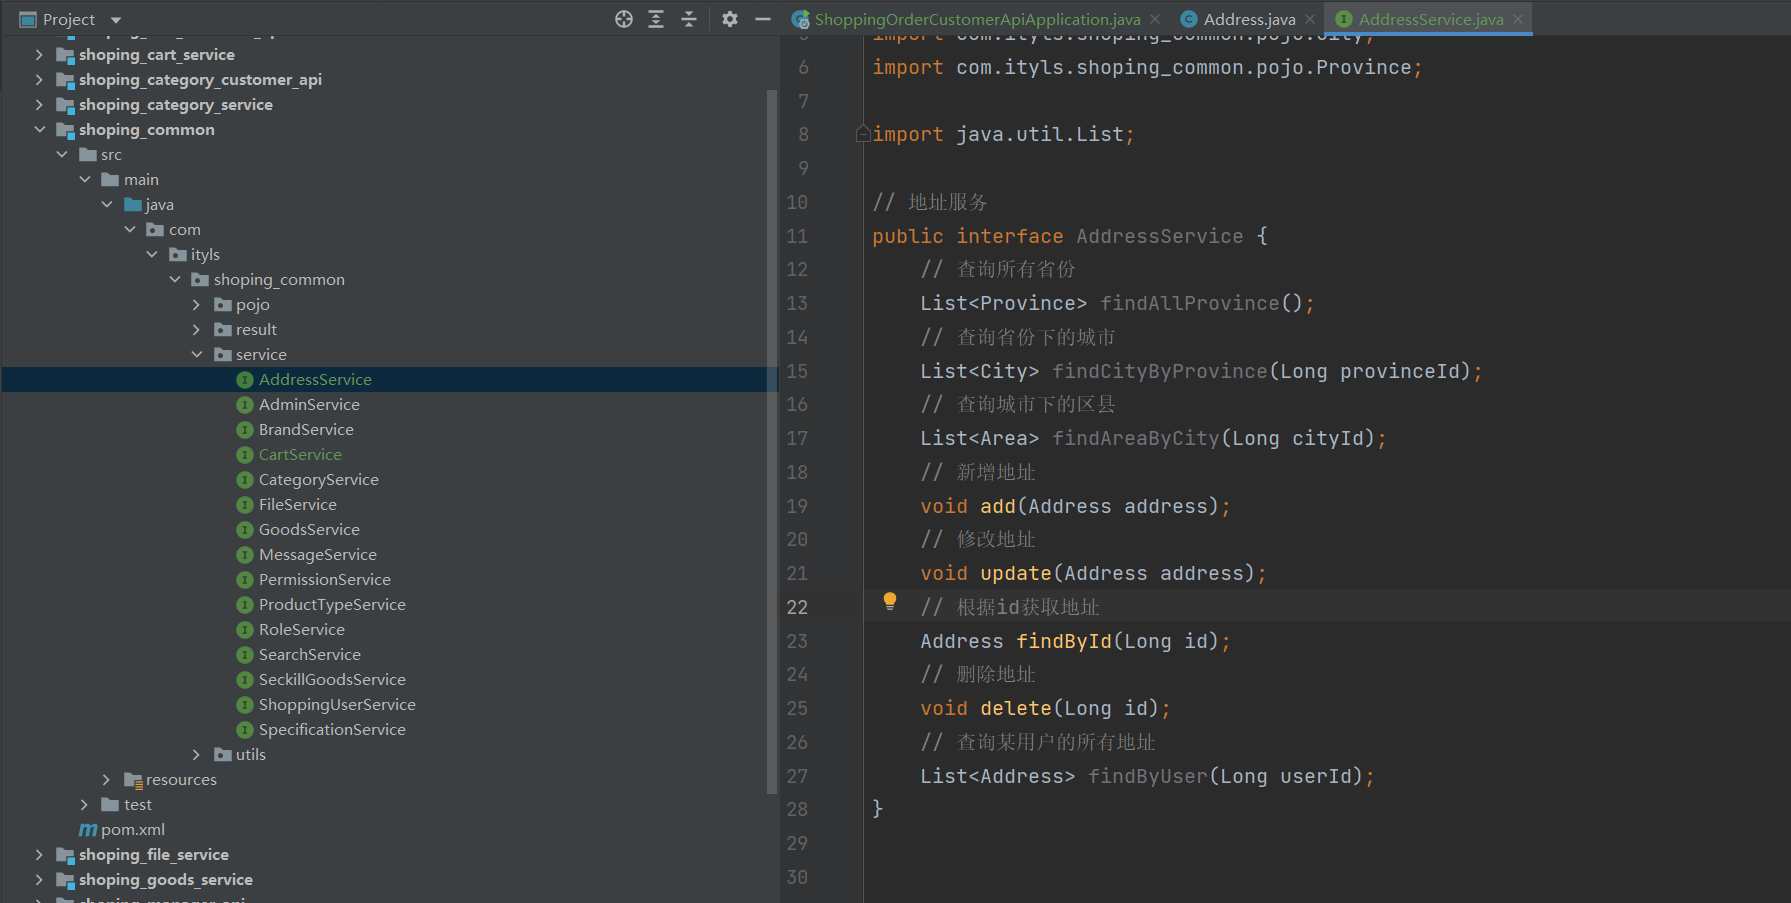 Project
shoping_cart_service
shoping_category_customer_api
shoping_category_service
shoping_common
src
main
java
com
ityls
shoping_common
pojo
result
service
AddressService
AdminService
BrandService
CartService
CategoryService
FileService
GoodsService
MessageService
PermissionService
ProductTypeService
RoleService
SearchService
SeckillGoodsService
ShoppingUserService
SpecificationService
utils
resources
test
pom.xml
shoping_file_service
shoping_goods_service
shoping_manager_api
ShoppingOrderCustomerApiApplication.java
Address.java
AddressService.java
5 import com.ityls.shoping_common.pojo.City;
6 import com.ityls.shoping_common.pojo.Province;
7
8 import java.util.List;
9
10 // 地址服务
11 public interface AddressService {
12 // 查询所有省份
13 List<Province> findAllProvince();
14 // 查询省份下的城市
15 List<City> findCityByProvince(Long provinceId);
16 // 查询城市下的区县
17 List<Area> findAreaByCity(Long cityId);
18 // 新增地址
19 void add(Address address);
20 // 修改地址
21 void update(Address address);
22 // 根据id获取地址
23 Address findById(Long id);
24 // 删除地址
25 void delete(Long id);
26 // 查询某用户的所有地址
27 List<Address> findByUser(Long userId);
28 }
29
30